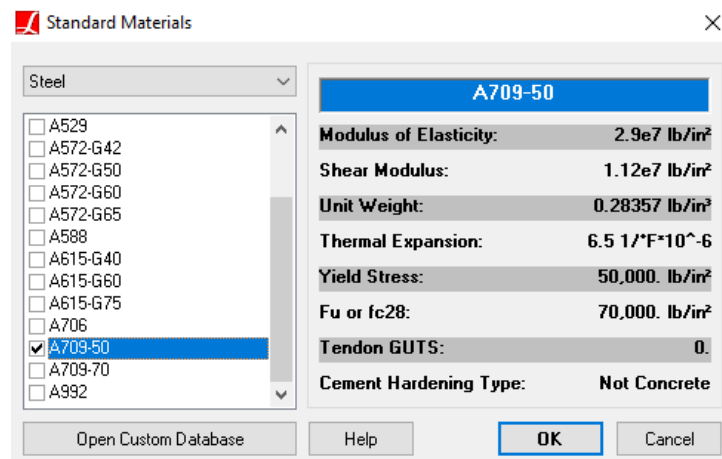 Standard Materials
Steel
A529
A572-G42
A572-G50
A572-G60
A572-G65
A588
A615-G40
A615-G60
A615-G75
A706
A709-50
A709-70
A992
Open Custom Database
A709-50
Modulus of Elasticity: 2.9e7 lb/in²
Shear Modulus: 1.12e7 lb/in²
Unit Weight: 0.28357 lb/in³
Thermal Expansion: 6.5 1/°F*10^-6
Yield Stress: 50,000. lb/in²
Fu or fc28: 70,000. lb/in²
Tendon GUTS: 0.
Cement Hardening Type: Not Concrete
Help
OK
Cancel